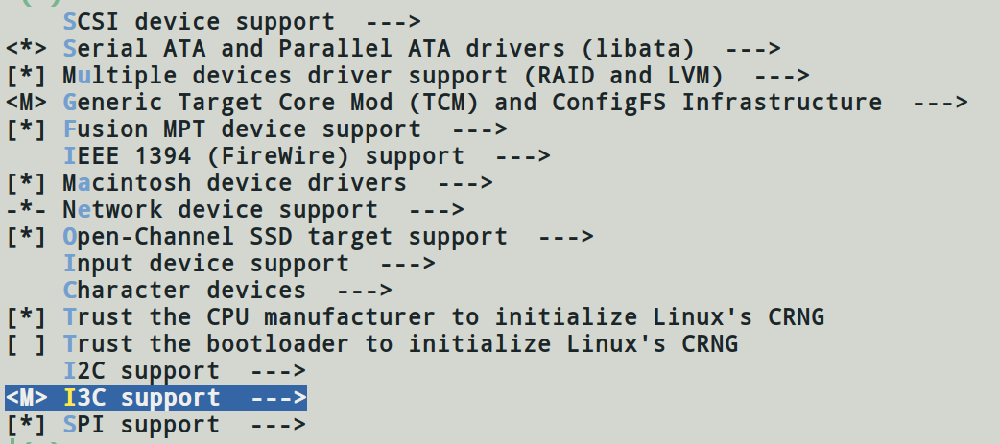 SCSI device support  --->
<*> Serial ATA and Parallel ATA drivers (libata)  --->
[*] Multiple devices driver support (RAID and LVM)  --->
<M> Generic Target Core Mod (TCM) and ConfigFS Infrastructure  --->
[*] Fusion MPT device support  --->
IEEE 1394 (FireWire) support  --->
[*] Macintosh device drivers  --->
-*- Network device support  --->
[*] Open-Channel SSD target support  --->
Input device support  --->
Character devices  --->
[*] Trust the CPU manufacturer to initialize Linux's CRNG
[ ] Trust the bootloader to initialize Linux's CRNG
I2C support  --->
<M> I3C support  --->
[*] SPI support  --->